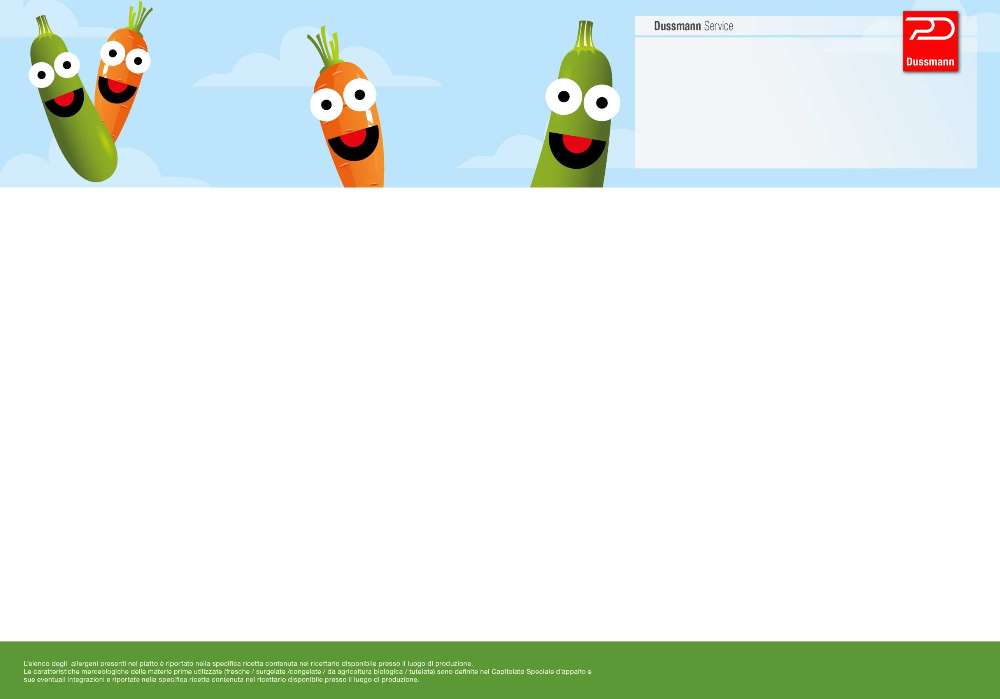 Dussmann Service
Dussmann
L’elenco degli  allergeni presenti nel piatto è riportato nella specifica ricetta contenuta nel ricettario disponibile presso il luogo di produzione.
Le caratteristiche merceologiche delle materie prime utilizzate (fresche / surgelate /congelate / da agricoltura biologica / tutelate) sono definite nel Capitolato Speciale d’appalto e
sue eventuali integrazioni e riportate nella specifica ricetta contenuta nel ricettario disponibile presso il luogo di produzione.